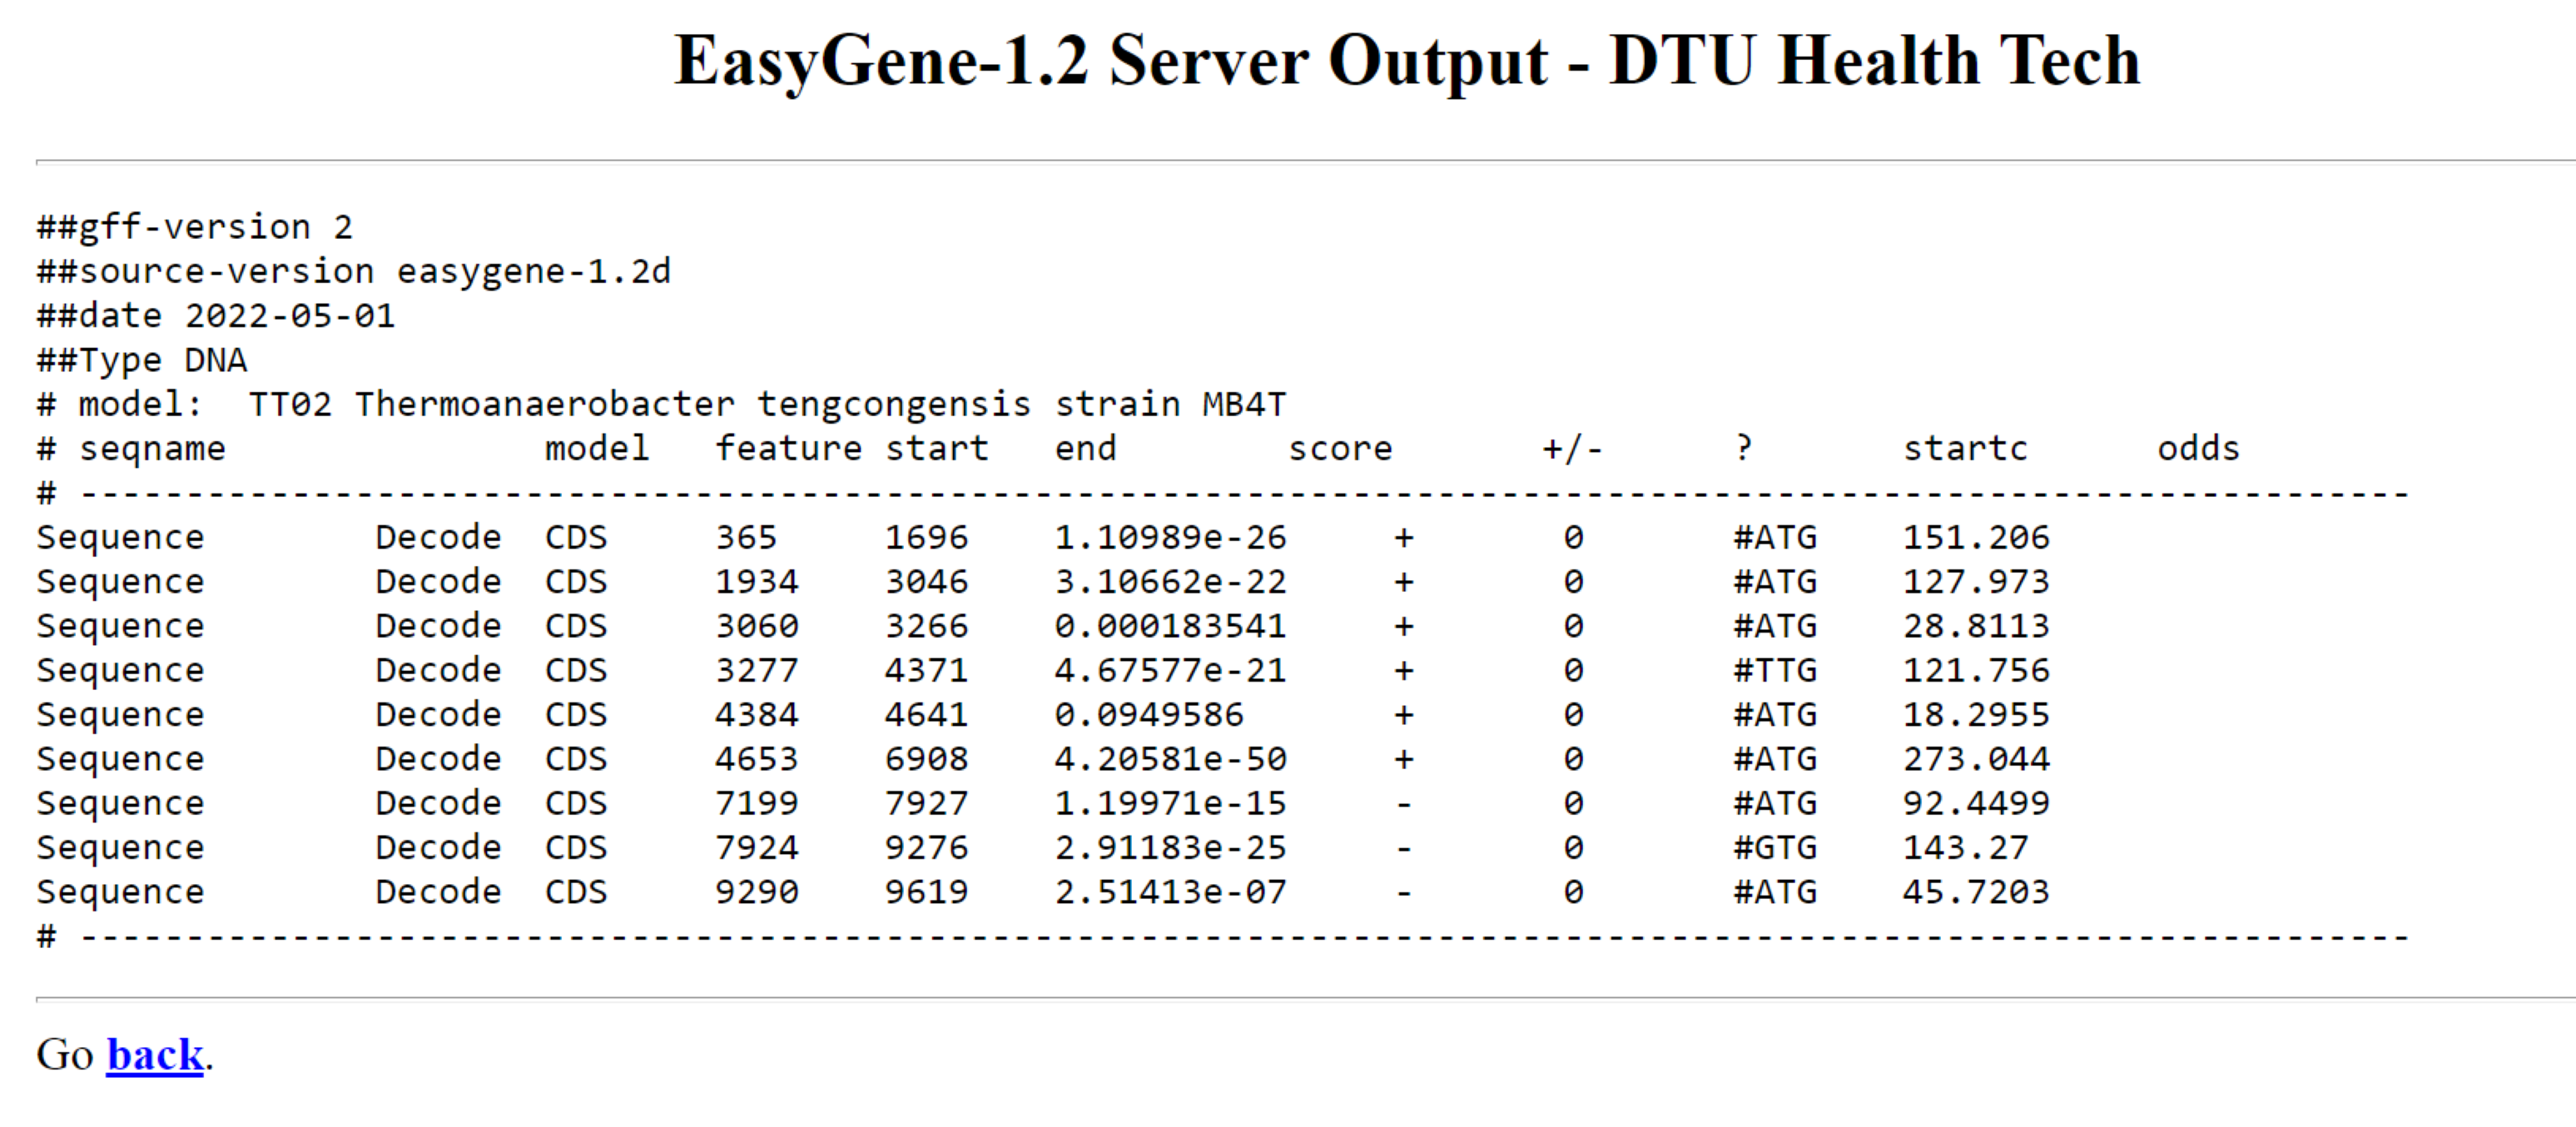 EasyGene-1.2 Server Output - DTU Health Tech
##gff-version 2
##source-version easygene-1.2d
##date 2022-05-01
##Type DNA
# model:  TT02 Thermoanaerobacter tengcongensis strain MB4T
# seqname model feature start end score +/- ? startc odds
# --------------------------------------------------------------------------------------------------------------
Sequence Decode CDS 365 1696 1.10989e-26 + 0 #ATG 151.206
Sequence Decode CDS 1934 3046 3.10662e-22 + 0 #ATG 127.973
Sequence Decode CDS 3060 3266 0.000183541 + 0 #ATG 28.8113
Sequence Decode CDS 3277 4371 4.67577e-21 + 0 #TTG 121.756
Sequence Decode CDS 4384 4641 0.0949586 + 0 #ATG 18.2955
Sequence Decode CDS 4653 6908 4.20581e-50 + 0 #ATG 273.044
Sequence Decode CDS 7199 7927 1.19971e-15 - 0 #ATG 92.4499
Sequence Decode CDS 7924 9276 2.91183e-25 - 0 #GTG 143.27
Sequence Decode CDS 9290 9619 2.51413e-07 - 0 #ATG 45.7203
# --------------------------------------------------------------------------------------------------------------
Go back.